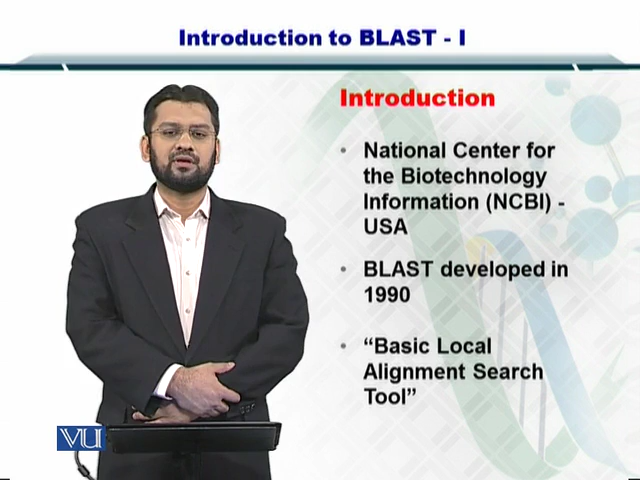 Introduction to BLAST - I
Introduction
• National Center for
the Biotechnology
Information (NCBI) -
USA
• BLAST developed in
1990
• “Basic Local
Alignment Search
Tool”
VU